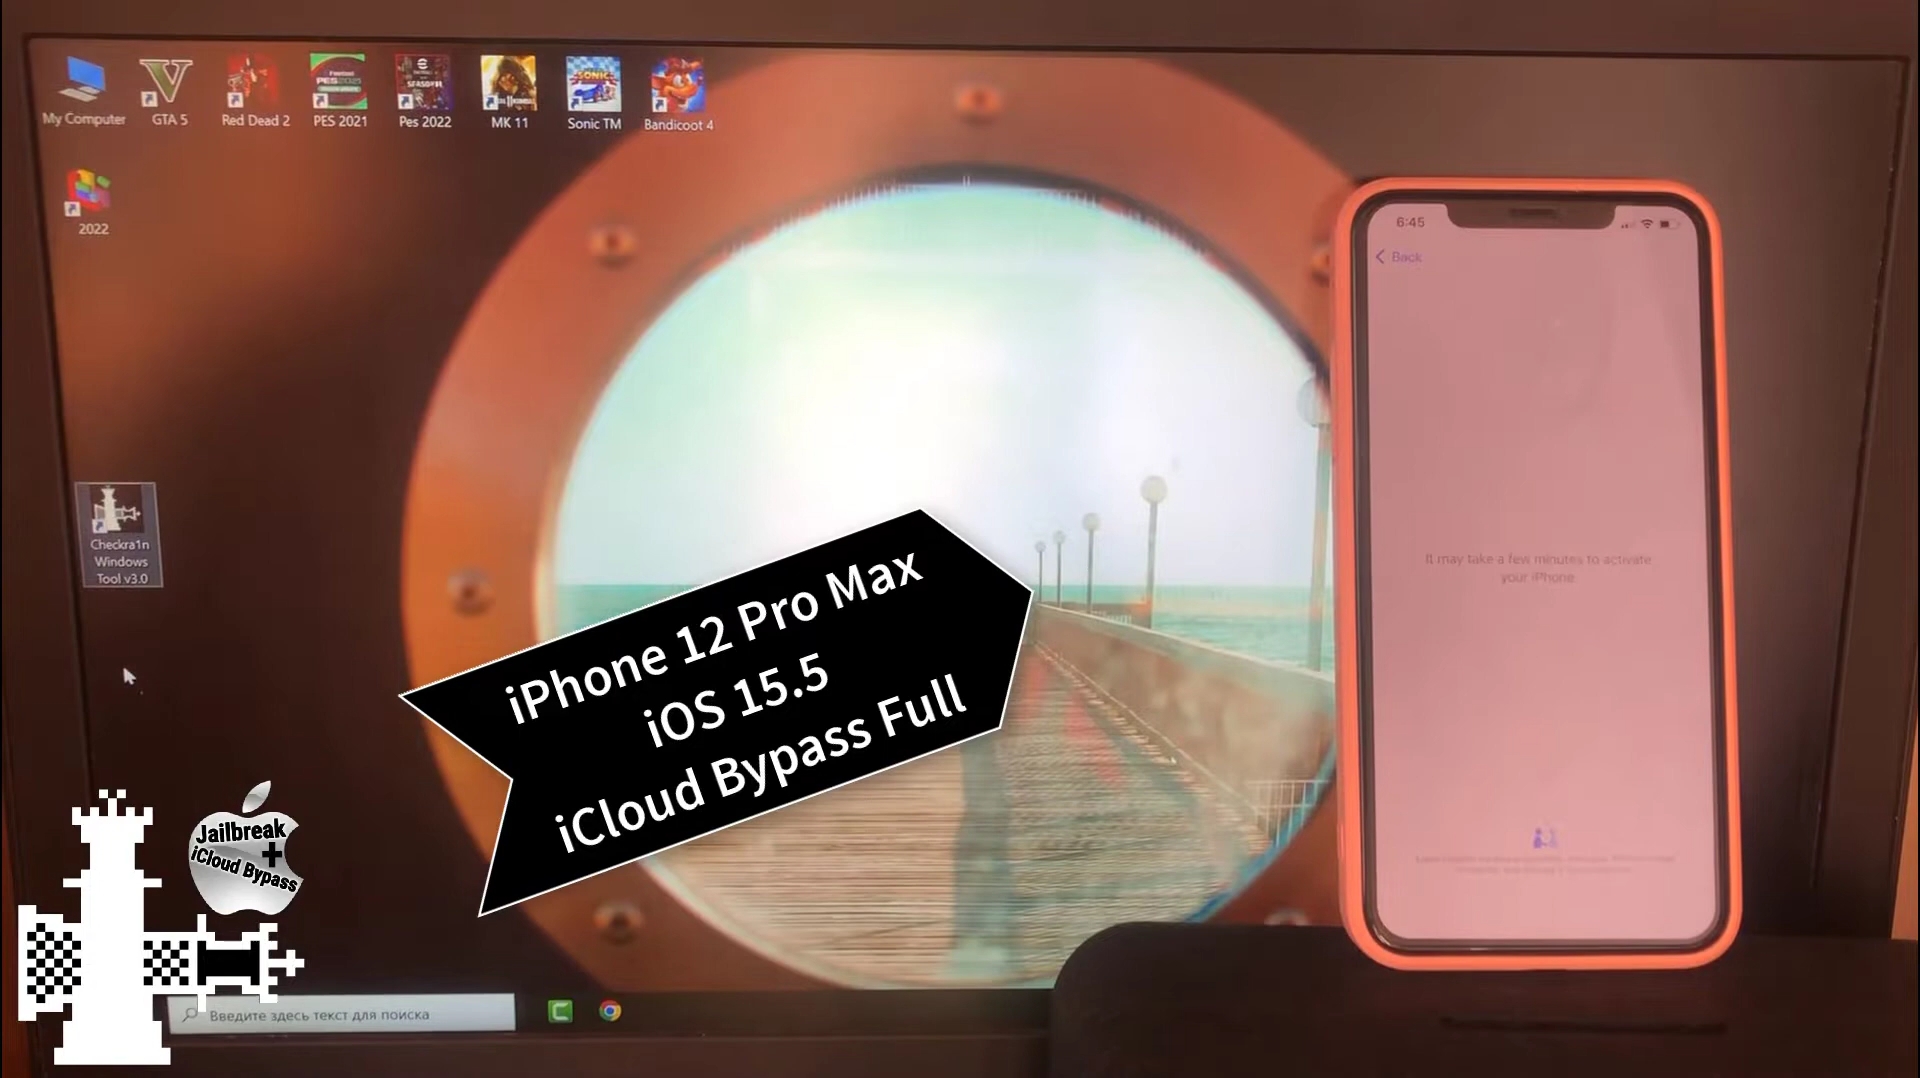 My Computer
GTA 5
Red Dead 2
PES 2021
Pes 2022
MK 11
Sonic TM
Bandicoot 4
2022
Checkra1n
Windows
Tool v3.0
6:45
Back
It may take a few minutes to activate
your iPhone
iPhone 12 Pro Max
iOS 15.5
iCloud Bypass Full
Jailbreak
+
iCloud Bypass
Введите здесь текст для поиска